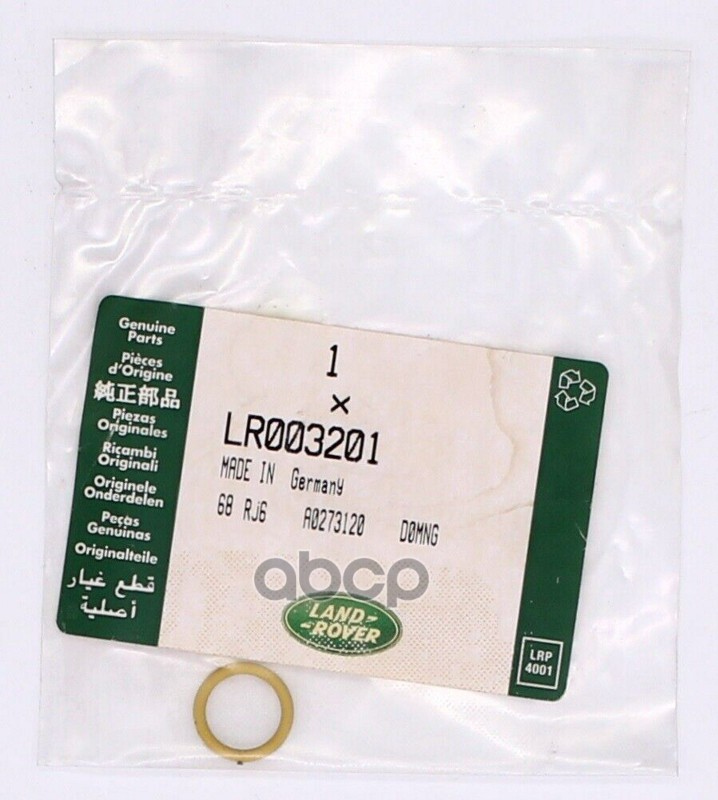 Genuine
Parts
Pièces
d'Origine
純正部品
Piezas
Originales
Ricambi
Originali
Originele
Onderdelen
Peças
Genuinas
Originalteile
قطع غيار
أصلية
1
×
LR003201
MADE IN Germany
68 RJ6 A0273120 D0MNG
abcp
LAND-
-ROVER
LRP
4001